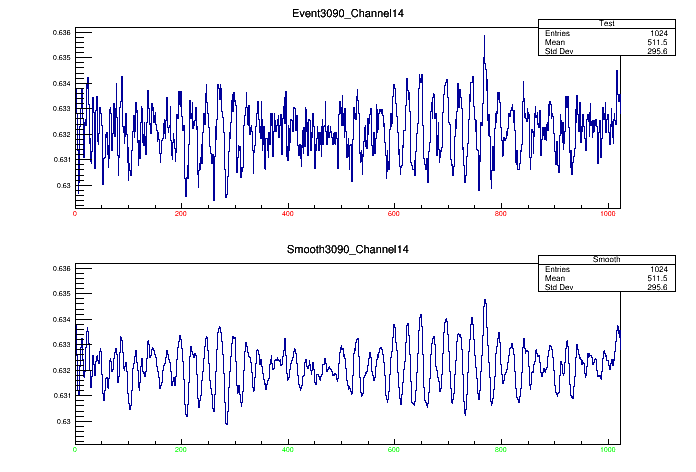 Event3090_Channel14
Test
Entries 1024
Mean 511.5
Std Dev 295.6
0.636
0.635
0.634
0.633
0.632
0.631
0.63
0 200 400 600 800 1000
Smooth3090_Channel14
Smooth
Entries 1024
Mean 511.5
Std Dev 295.6
0.636
0.635
0.634
0.633
0.632
0.631
0.63
0 200 400 600 800 1000